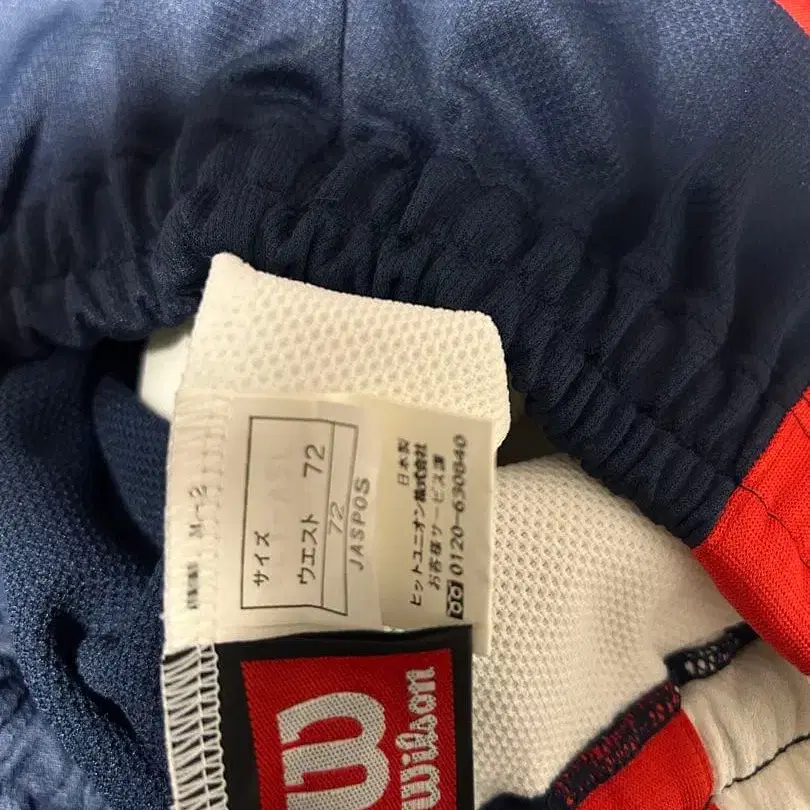 サイズ
ウエスト 72
72
JASPOS
日本製
ヒットユニオン株式会社
お客様サービス課
0120-630840
M-2
W
Wilson